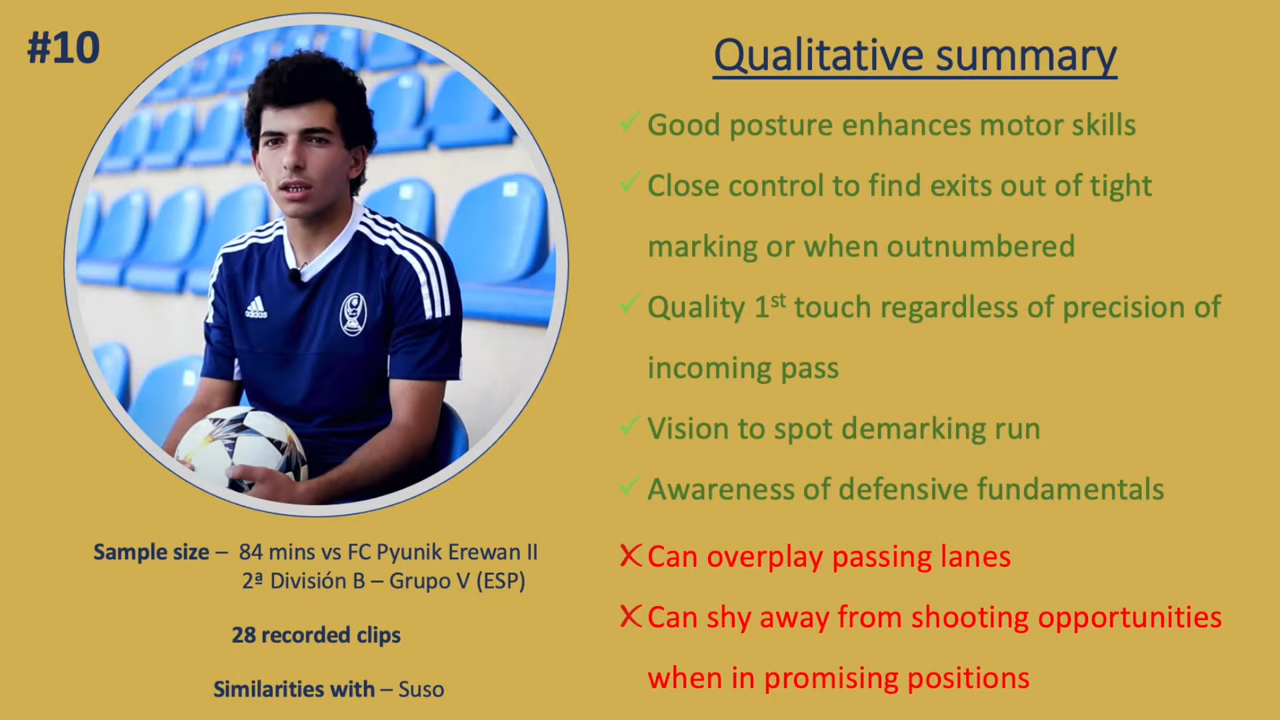 #10
adidas
Sample size – 84 mins vs FC Pyunik Erewan II
2ª División B – Grupo V (ESP)
28 recorded clips
Similarities with – Suso
Qualitative summary
✓ Good posture enhances motor skills
✓ Close control to find exits out of tight
marking or when outnumbered
✓ Quality 1st touch regardless of precision of
incoming pass
✓ Vision to spot demarking run
✓ Awareness of defensive fundamentals
X Can overplay passing lanes
X Can shy away from shooting opportunities
when in promising positions